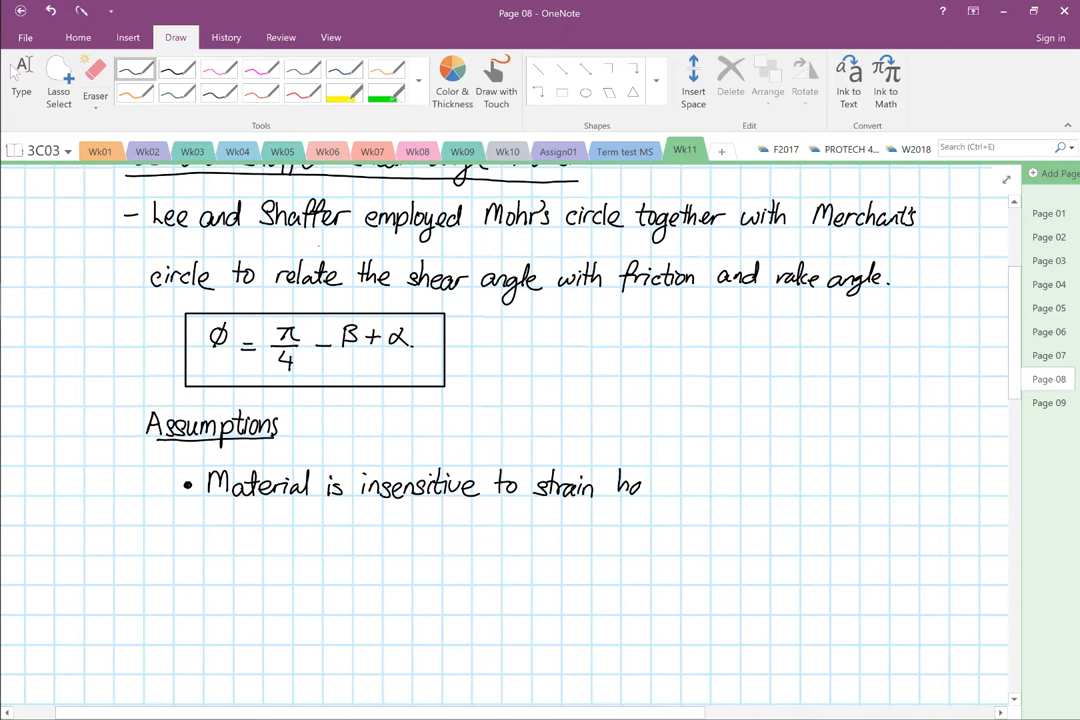 Page 08 - OneNote
? Sign in
File Home Insert Draw History Review View
Type Lasso Select Eraser Color & Thickness Draw with Touch Insert Space Delete Arrange Rotate Ink to Text Ink to Math
Tools Shapes Edit Convert
3C03 Wk01 Wk02 Wk03 Wk04 Wk05 Wk06 Wk07 Wk08 Wk09 Wk10 Assign01 Term test MS Wk11 + F2017 PROTECH 4... W2018 Search (Ctrl+E)
Add Page
Page 01
Page 02
Page 03
Page 04
Page 05
Page 06
Page 07
Page 08
Page 09
- Lee and Shaffer employed Mohr's circle together with Merchant's
circle to relate the shear angle with friction and rake angle.
φ = π/4 - β + α.
Assumptions
• Material is insensitive to strain ha